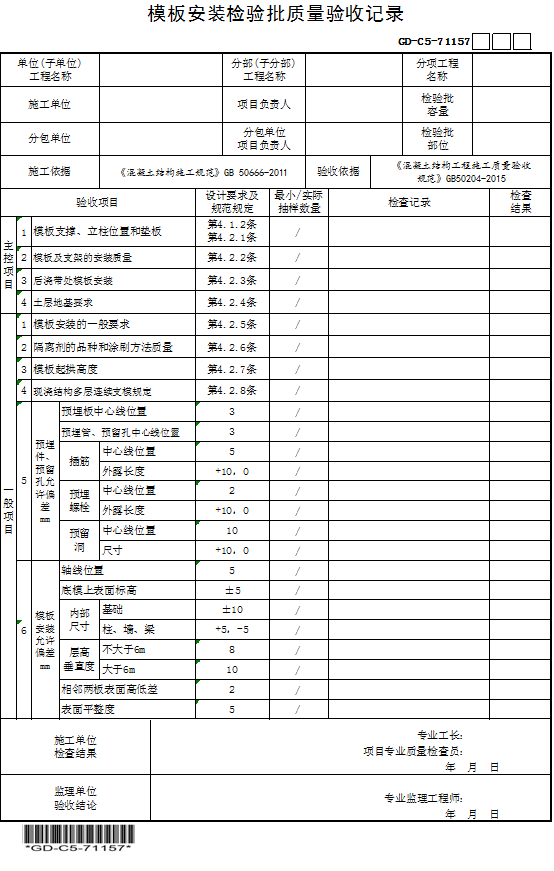 模板安装检验批质量验收记录
GD-C5-71157
单位(子单位) 分部(子分部) 分项工程
工程名称 工程名称 名称
施工单位 项目负责人 检验批
容量
分包单位 分包单位 检验批
项目负责人 部位
施工依据 《混凝土结构施工规范》GB 50666-2011 验收依据 《混凝土结构工程施工质量验收
规范》GB50204-2015
验收项目 设计要求及 最小/实际 检查记录 检查
规范规定 抽样数量 结果
主控项目
1 模板支撑、立柱位置和垫板 第4.1.2条 /
第4.2.1条
2 模板及支架的安装质量 第4.2.2条 /
3 后浇带处模板安装 第4.2.3条 /
4 土层地基要求 第4.2.4条 /
一般项目
1 模板安装的一般要求 第4.2.5条 /
2 隔离剂的品种和涂刷方法质量 第4.2.6条 /
3 模板起拱高度 第4.2.7条 /
4 现浇结构多层连续支模规定 第4.2.8条 /
5 预埋件、预留孔允许偏差mm
预埋板中心线位置 3 /
预埋管、预留孔中心线位置 3 /
插筋 中心线位置 5 /
外露长度 +10, 0 /
预埋螺栓 中心线位置 2 /
外露长度 +10, 0 /
预留洞 中心线位置 10 /
尺寸 +10, 0 /
6 模板安装允许偏差mm
轴线位置 5 /
底模上表面标高 ±5 /
内部尺寸 基础 ±10 /
柱、墙、梁 +5, -5 /
层高垂直度 不大于6m 8 /
大于6m 10 /
相邻两板表面高低差 2 /
表面平整度 5 /
施工单位
检查结果
专业工长:
项目专业质量检查员:
年 月 日
监理单位
验收结论
专业监理工程师:
年 月 日
*GD-C5-71157*